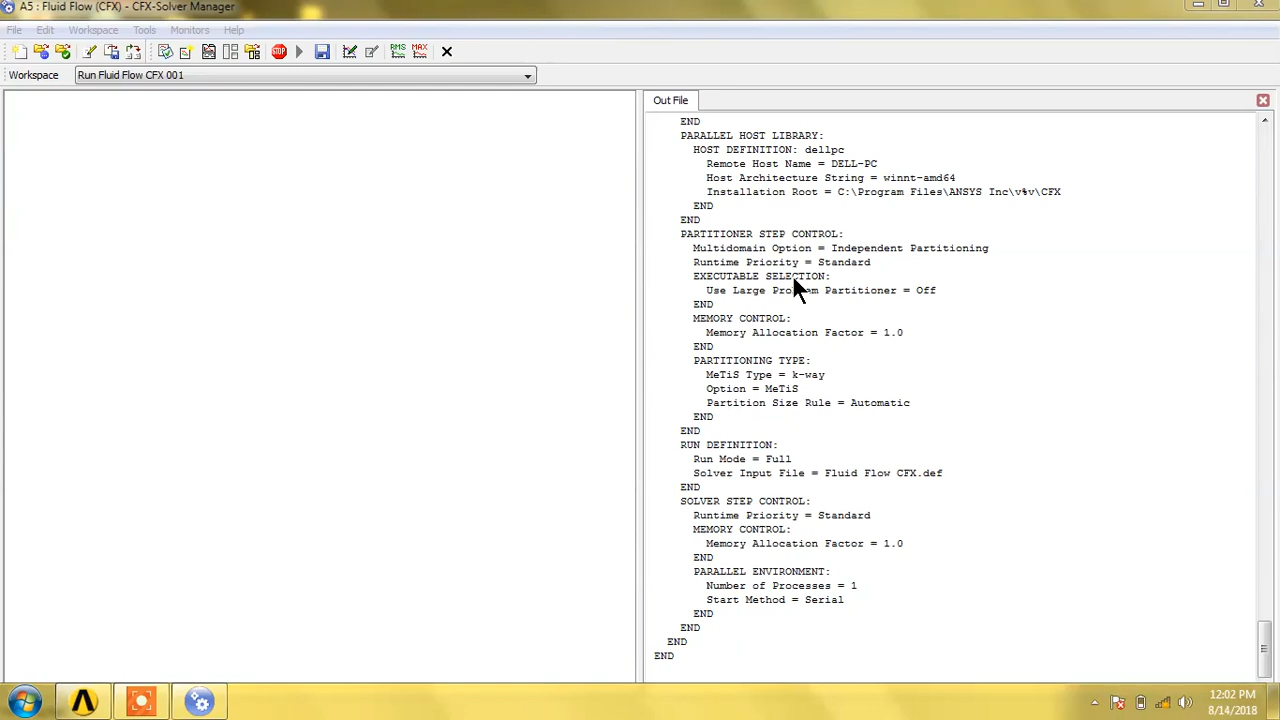 A5 : Fluid Flow (CFX) - CFX-Solver Manager
File Edit Workspace Tools Monitors Help
STOP RMS MAX
Workspace Run Fluid Flow CFX 001
Out File
END
PARALLEL HOST LIBRARY:
HOST DEFINITION: dellpc
Remote Host Name = DELL-PC
Host Architecture String = winnt-amd64
Installation Root = C:\Program Files\ANSYS Inc\v%v\CFX
END
END
PARTITIONER STEP CONTROL:
Multidomain Option = Independent Partitioning
Runtime Priority = Standard
EXECUTABLE SELECTION:
Use Large Problem Partitioner = Off
END
MEMORY CONTROL:
Memory Allocation Factor = 1.0
END
PARTITIONING TYPE:
MeTiS Type = k-way
Option = MeTiS
Partition Size Rule = Automatic
END
END
RUN DEFINITION:
Run Mode = Full
Solver Input File = Fluid Flow CFX.def
END
SOLVER STEP CONTROL:
Runtime Priority = Standard
MEMORY CONTROL:
Memory Allocation Factor = 1.0
END
PARALLEL ENVIRONMENT:
Number of Processes = 1
Start Method = Serial
END
END
END
END
12:02 PM
8/14/2018